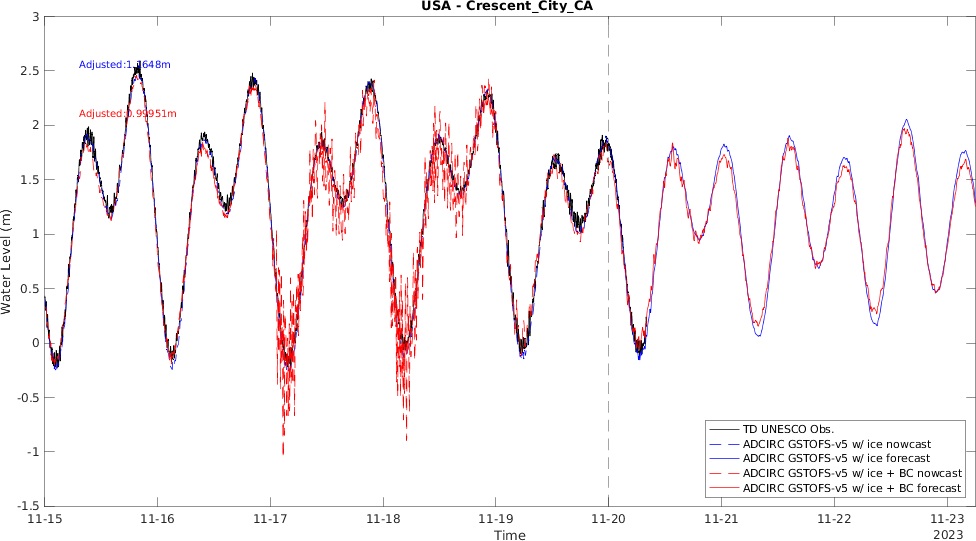 USA - Crescent_City_CA
3
2.5
2
1.5
1
0.5
0
-0.5
-1
-1.5
Water Level (m)
Adjusted:0.99951m
11-15
11-16
11-17
11-18
11-19
11-20
11-21
11-22
11-23
Time
2023
TD UNESCO Obs.
ADCIRC GSTOFS-v5 w/ ice nowcast
ADCIRC GSTOFS-v5 w/ ice forecast
ADCIRC GSTOFS-v5 w/ ice + BC nowcast
ADCIRC GSTOFS-v5 w/ ice + BC forecast